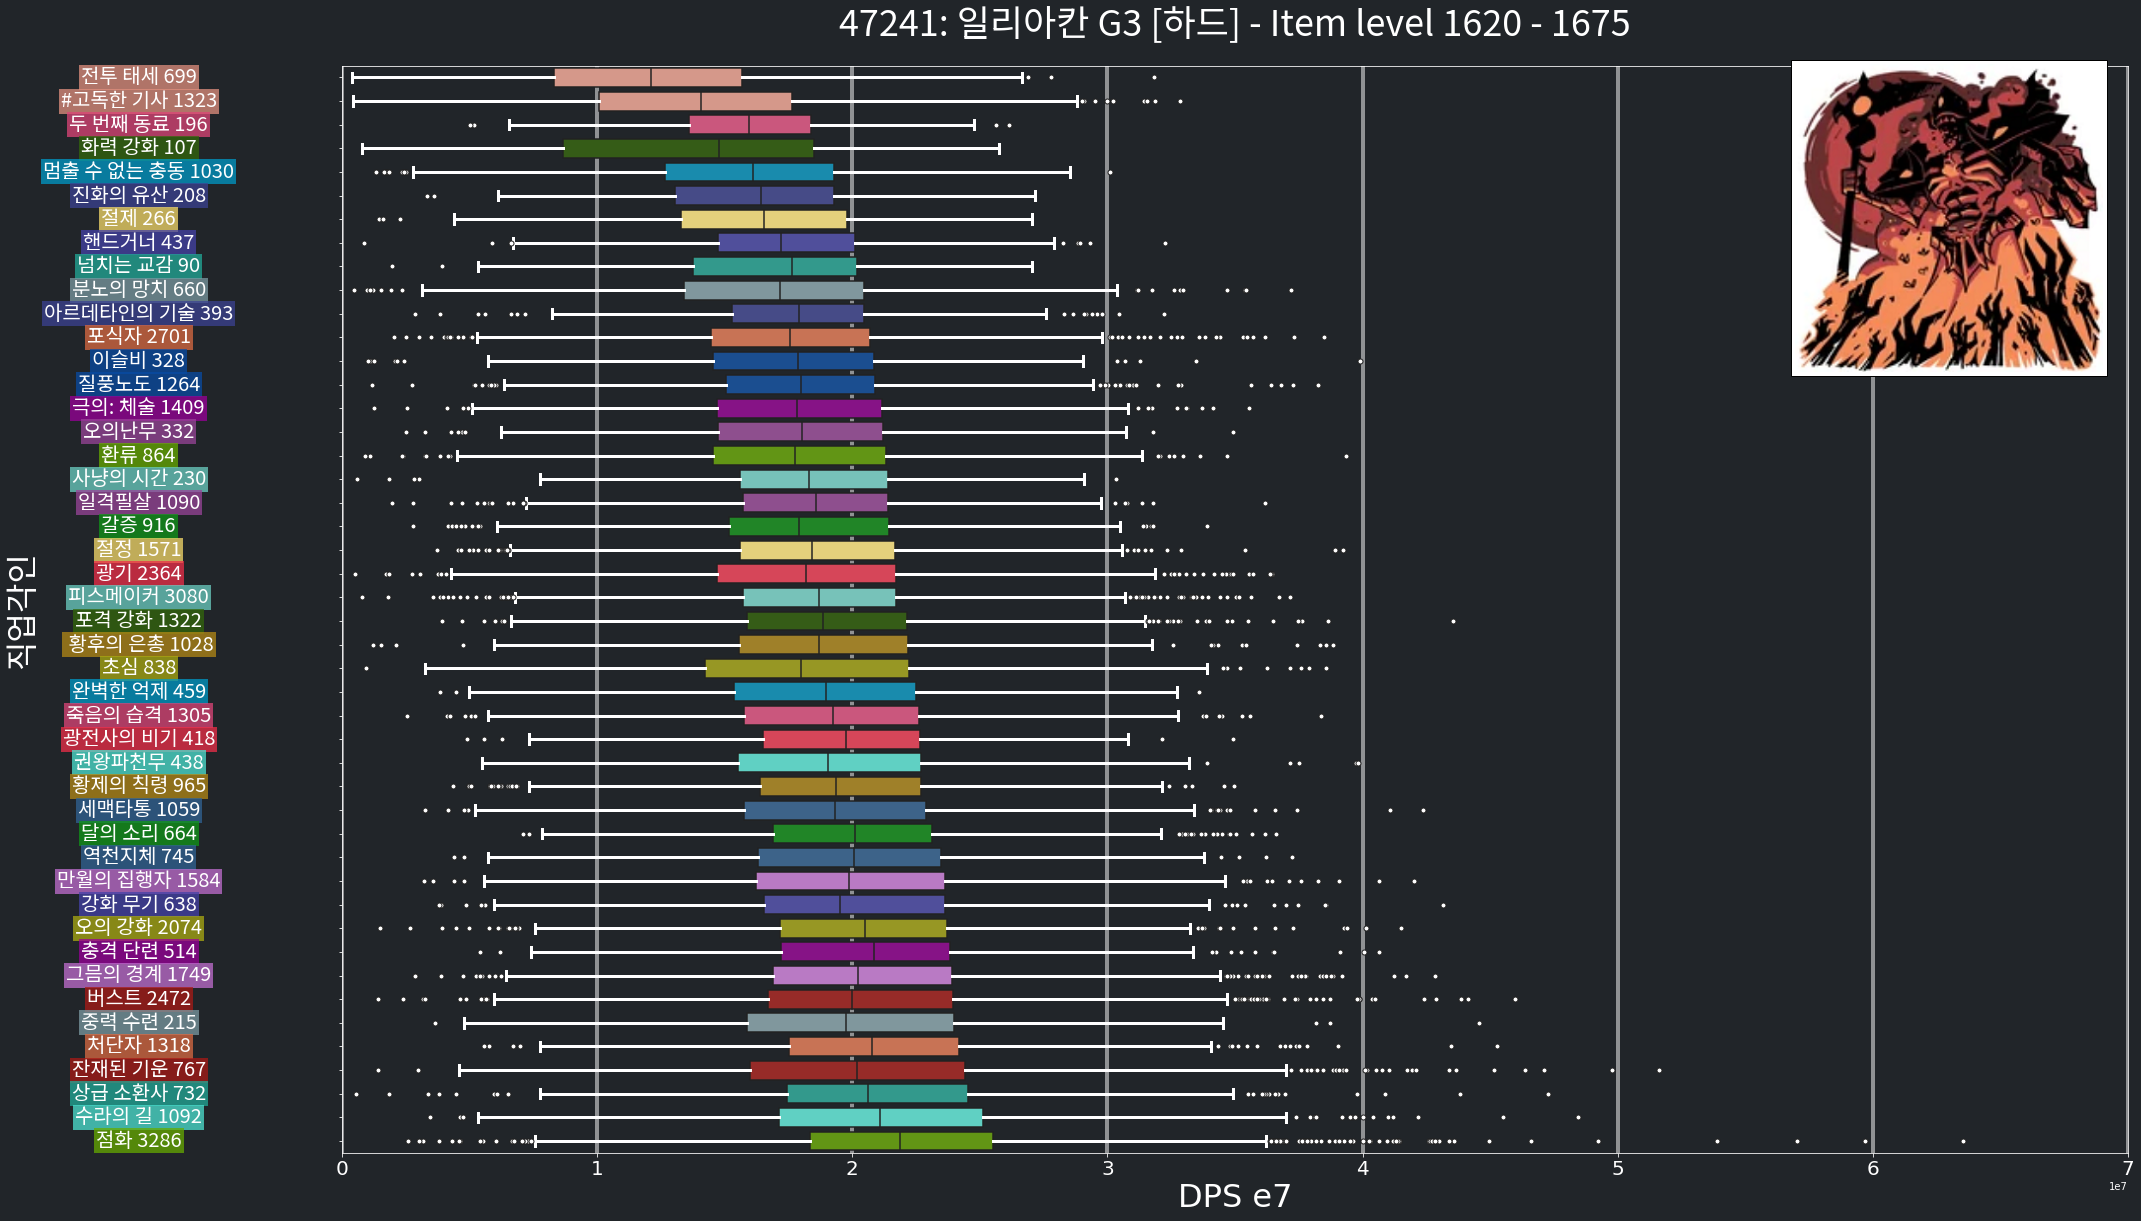 47241: 일리아칸 G3 [하드] - Item level 1620 - 1675
직업각인
전투 태세 699
#고독한 기사 1323
두 번째 동료 196
화력 강화 107
멈출 수 없는 충동 1030
진화의 유산 208
절제 266
핸드거너 437
넘치는 교감 90
분노의 망치 660
아르데타인의 기술 393
포식자 2701
이슬비 328
질풍노도 1264
극의: 체술 1409
오의난무 332
환류 864
사냥의 시간 230
일격필살 1090
갈증 916
절정 1571
광기 2364
피스메이커 3080
포격 강화 1322
황후의 은총 1028
초심 838
완벽한 억제 459
죽음의 습격 1305
광전사의 비기 418
권왕파천무 438
황제의 칙령 965
세맥타통 1059
달의 소리 664
역천지체 745
만월의 집행자 1584
강화 무기 638
오의 강화 2074
충격 단련 514
그믐의 경계 1749
버스트 2472
중력 수련 215
처단자 1318
잔재된 기운 767
상급 소환사 732
수라의 길 1092
점화 3286
0 1 2 3 4 5 6 7
DPS e7
1e7